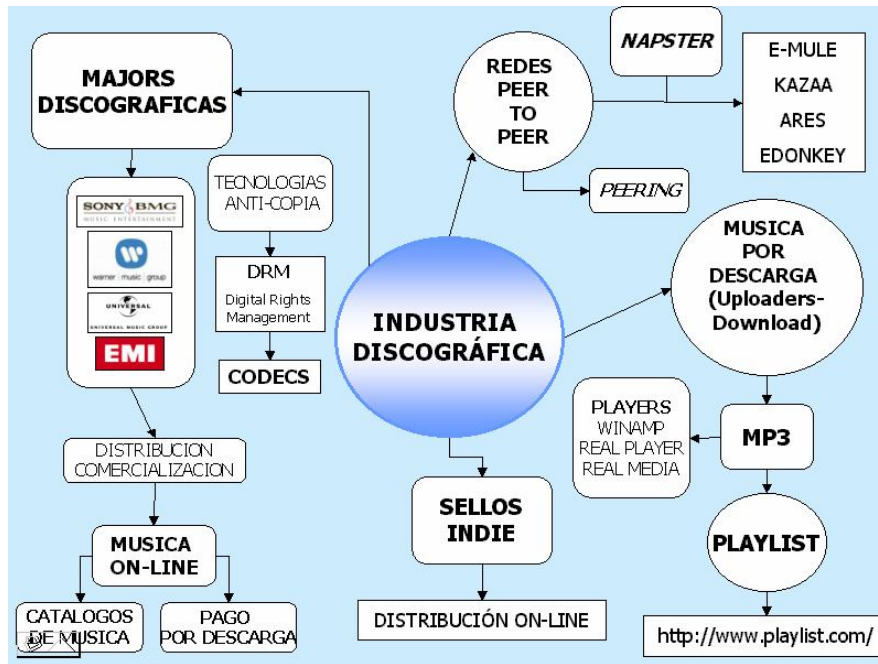 MAJORS
DISCOGRAFICAS
SONY BMG
MUSIC ENTERTAINMENT
warner music group
UNIVERSAL
UNIVERSAL MUSIC GROUP
EMI
DISTRIBUCION
COMERCIALIZACION
MUSICA
ON-LINE
CATALOGOS
DE MUSICA
PAGO
POR DESCARGA
TECNOLOGIAS
ANTI-COPIA
DRM
Digital Rights
Management
CODECS
INDUSTRIA
DISCOGRÁFICA
REDES
PEER
TO
PEER
NAPSTER
E-MULE
KAZAA
ARES
EDONKEY
PEERING
MUSICA
POR
DESCARGA
(Uploaders-
Download)
MP3
PLAYERS
WINAMP
REAL PLAYER
REAL MEDIA
PLAYLIST
http://www.playlist.com/
SELLOS
INDIE
DISTRIBUCIÓN ON-LINE